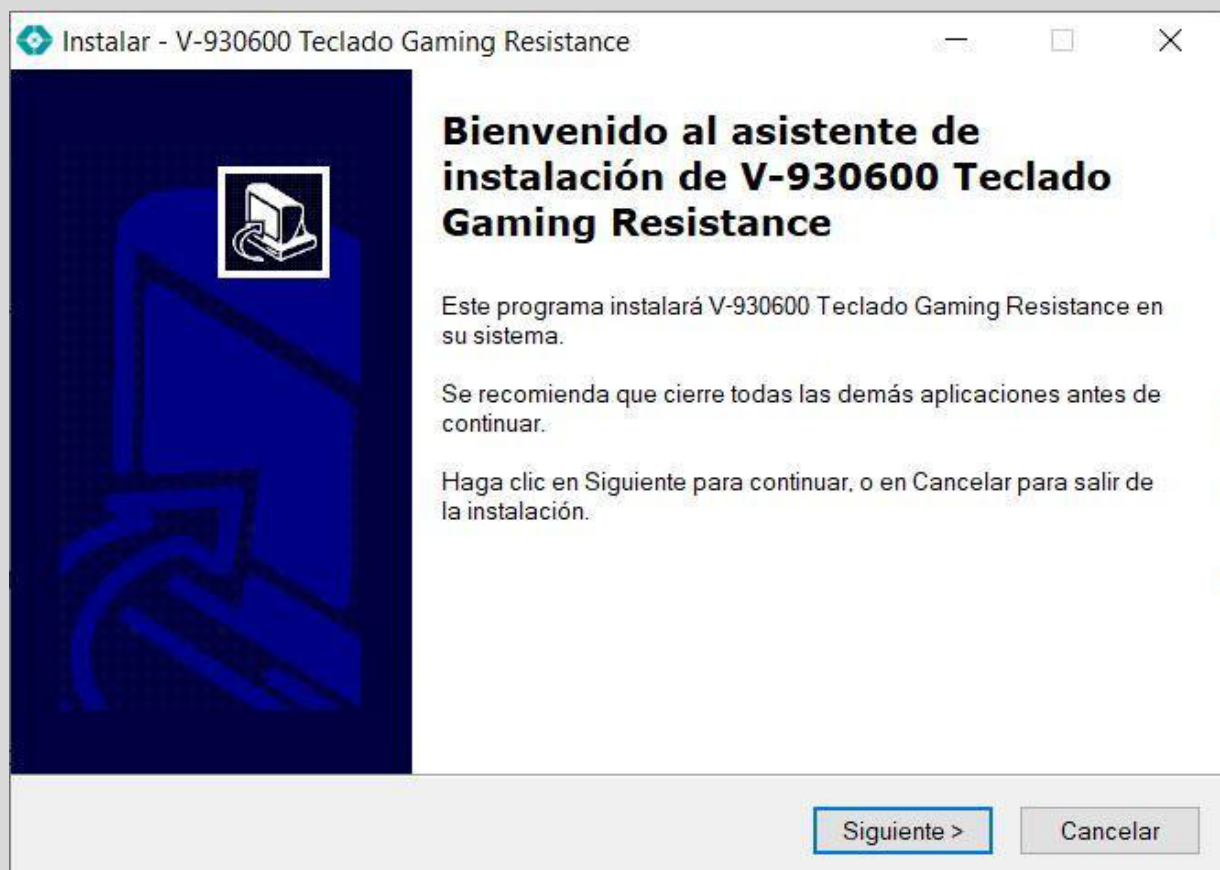 Instalar - V-930600 Teclado Gaming Resistance
Bienvenido al asistente de
instalación de V-930600 Teclado
Gaming Resistance
Este programa instalará V-930600 Teclado Gaming Resistance en
su sistema.
Se recomienda que cierre todas las demás aplicaciones antes de
continuar.
Haga clic en Siguiente para continuar, o en Cancelar para salir de
la instalación.
Siguiente >
Cancelar